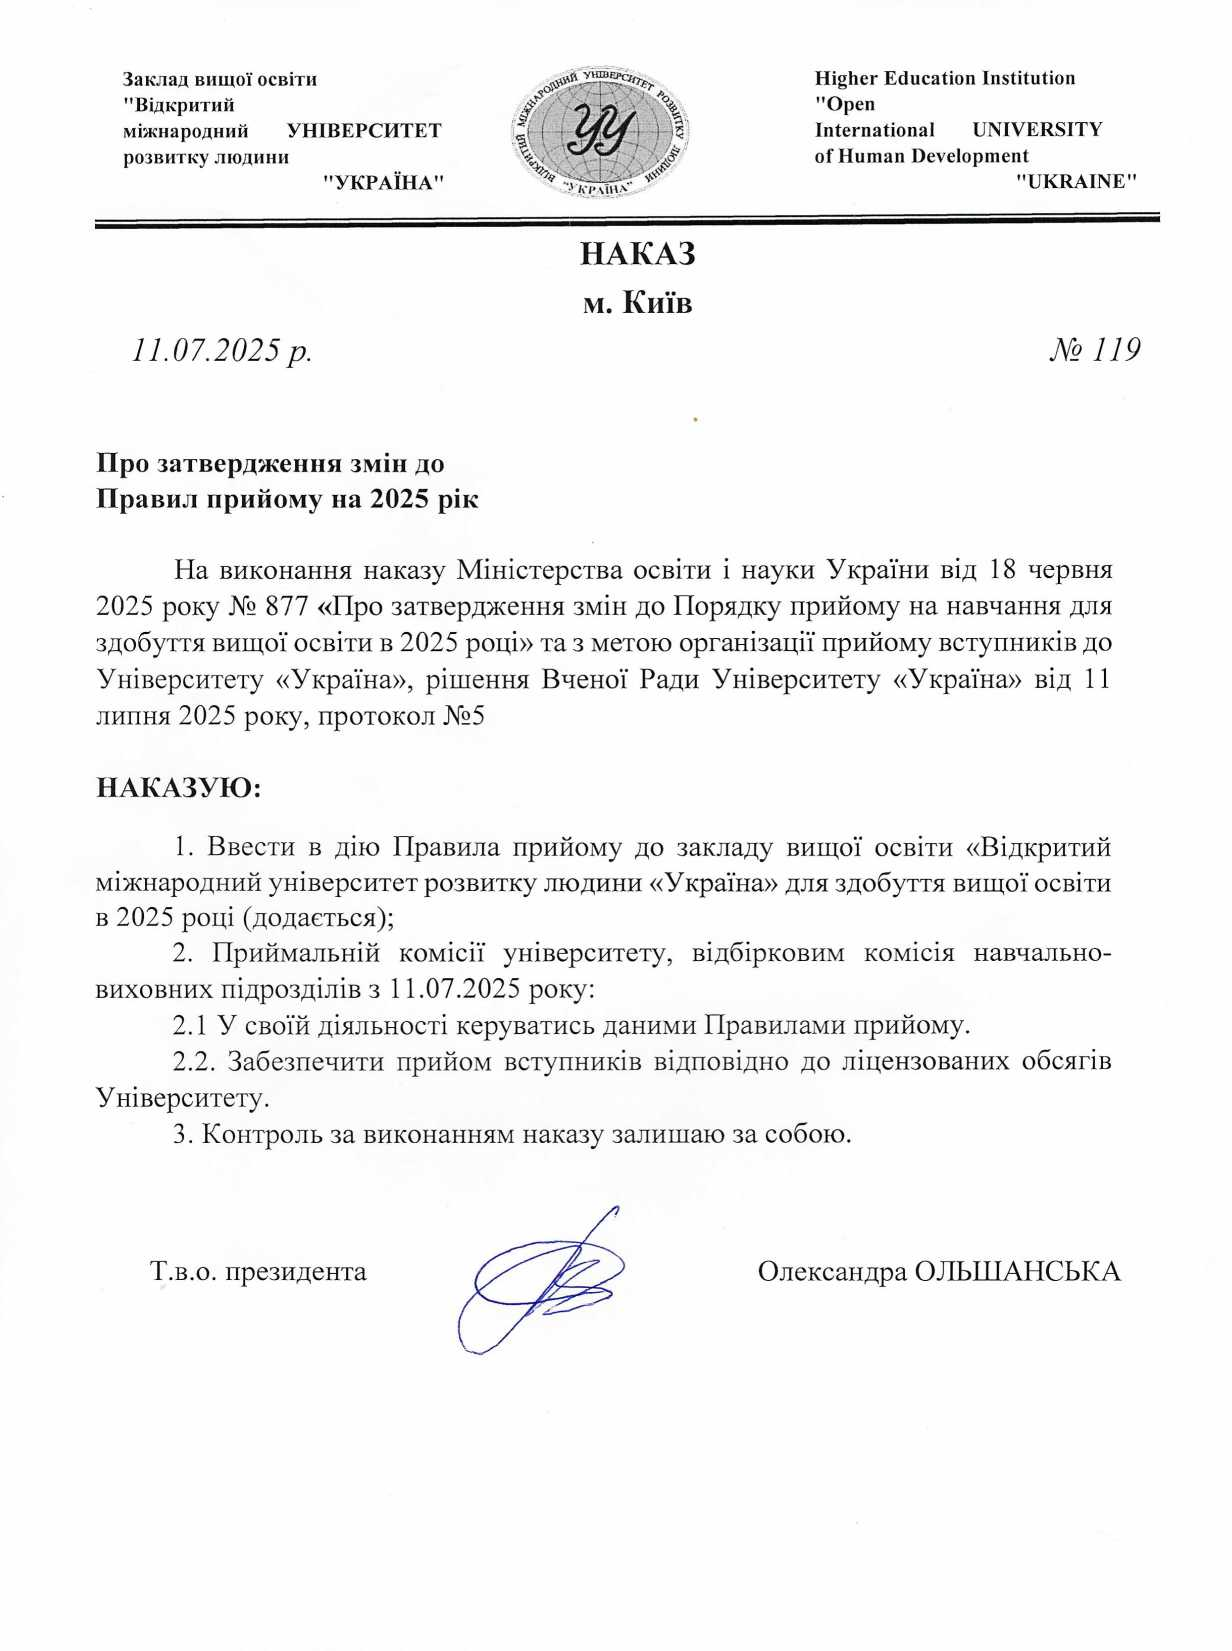 Заклад вищої освіти
"Відкритий
міжнародний УНІВЕРСИТЕТ
розвитку людини
"УКРАЇНА"
ВІДКРИТИЙ МІЖНАРОДНИЙ УНІВЕРСИТЕТ РОЗВИТКУ ЛЮДИНИ
УУ
"УКРАЇНА"
Higher Education Institution
"Open
International UNIVERSITY
of Human Development
"UKRAINE"
НАКАЗ
м. Київ
11.07.2025 р. № 119
Про затвердження змін до
Правил прийому на 2025 рік
На виконання наказу Міністерства освіти і науки України від 18 червня
2025 року № 877 «Про затвердження змін до Порядку прийому на навчання для
здобуття вищої освіти в 2025 році» та з метою організації прийому вступників до
Університету «Україна», рішення Вченої Ради Університету «Україна» від 11
липня 2025 року, протокол №5
НАКАЗУЮ:
1. Ввести в дію Правила прийому до закладу вищої освіти «Відкритий
міжнародний університет розвитку людини «Україна» для здобуття вищої освіти
в 2025 році (додається);
2. Приймальній комісії університету, відбірковим комісія навчально-
виховних підрозділів з 11.07.2025 року:
2.1 У своїй діяльності керуватись даними Правилами прийому.
2.2. Забезпечити прийом вступників відповідно до ліцензованих обсягів
Університету.
3. Контроль за виконанням наказу залишаю за собою.
Т.в.о. президента Олександра ОЛЬШАНСЬКА